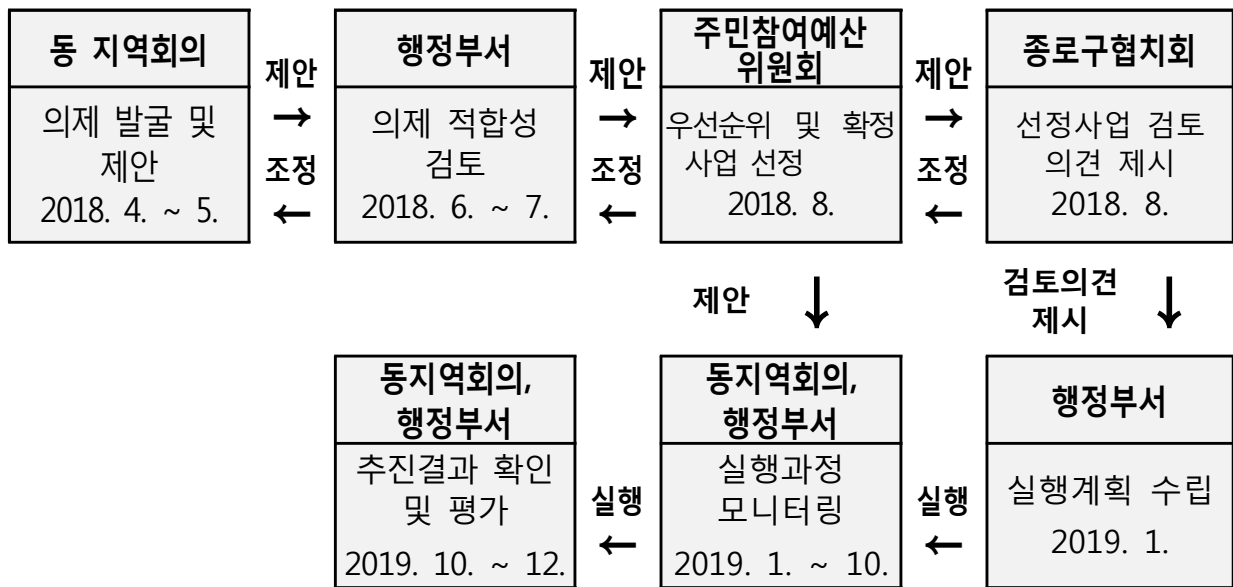 동 지역회의
의제 발굴 및
제안
2018. 4. ~ 5.
제안
→
조정
←
행정부서
의제 적합성
검토
2018. 6. ~ 7.
제안
→
조정
←
주민참여예산
위원회
우선순위 및 확정
사업 선정
2018. 8.
제안
→
조정
←
종로구협치회
선정사업 검토
의견 제시
2018. 8.
제안
↓
검토의견
제시
↓
동지역회의,
행정부서
추진결과 확인
및 평가
2019. 10. ~ 12.
실행
←
동지역회의,
행정부서
실행과정
모니터링
2019. 1. ~ 10.
실행
←
행정부서
실행계획 수립
2019. 1.